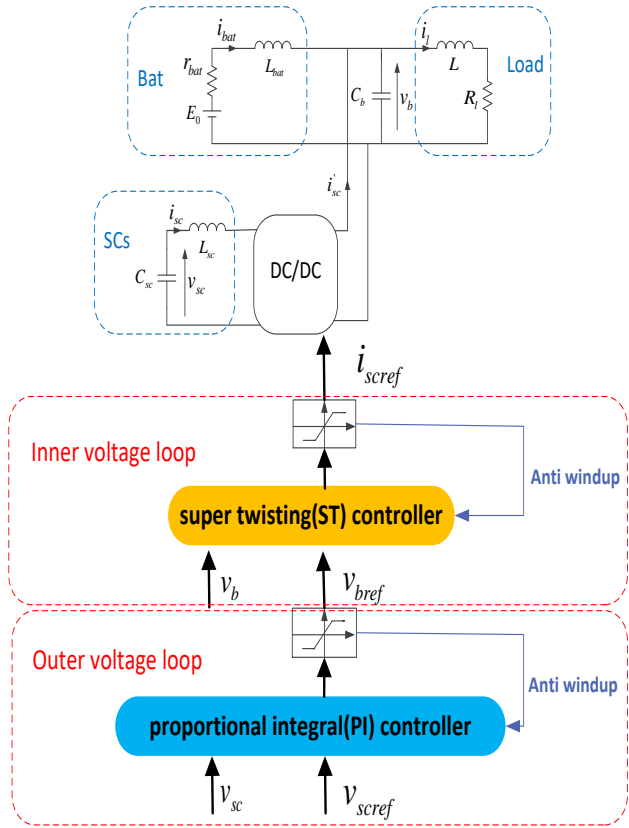 i_bat
i_l
r_bat
L_bat
L
Load
Bat
C_b
v_b
R_l
E_0
i'_sc
i_sc
SCs
L_sc
DC/DC
C_sc
v_sc
i_scref
Inner voltage loop
Anti windup
super twisting(ST) controller
v_b
v_bref
Outer voltage loop
Anti windup
proportional integral(PI) controller
v_sc
v_scref